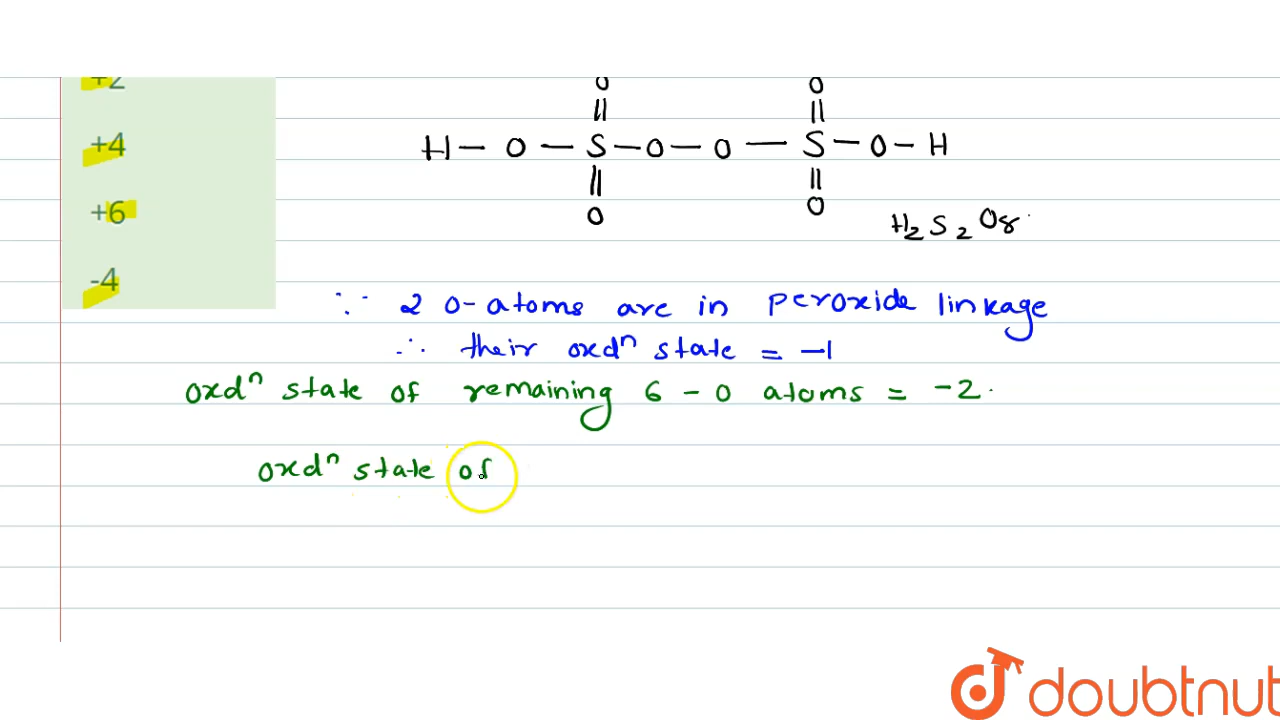 +2
+4
+6
-4
O O
|| ||
H - O - S - O - O - S - O - H
|| ||
O O
H2S2O8
∵ 2 O-atoms are in peroxide linkage
∴ their oxdⁿ state = -1
oxdⁿ state of remaining 6 - O atoms = -2.
oxdⁿ state of
doubtnut